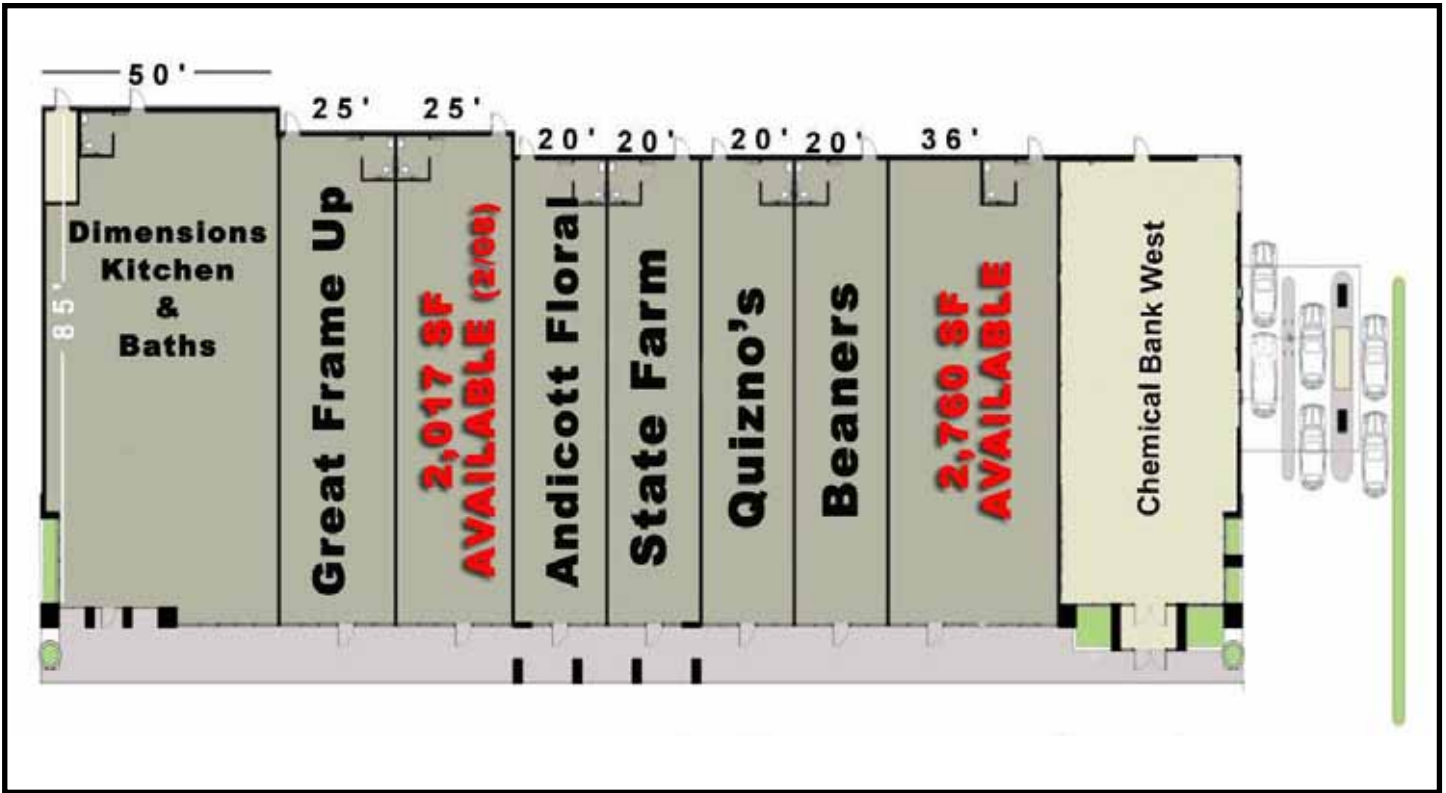 50'
25'
25'
20'
20'
20'
20'
36'
85'
Dimensions
Kitchen
&
Baths
Great Frame Up
2,017 SF
AVAILABLE (2/08)
Andicott Floral
State Farm
Quizno's
Beaners
2,760 SF
AVAILABLE
Chemical Bank West